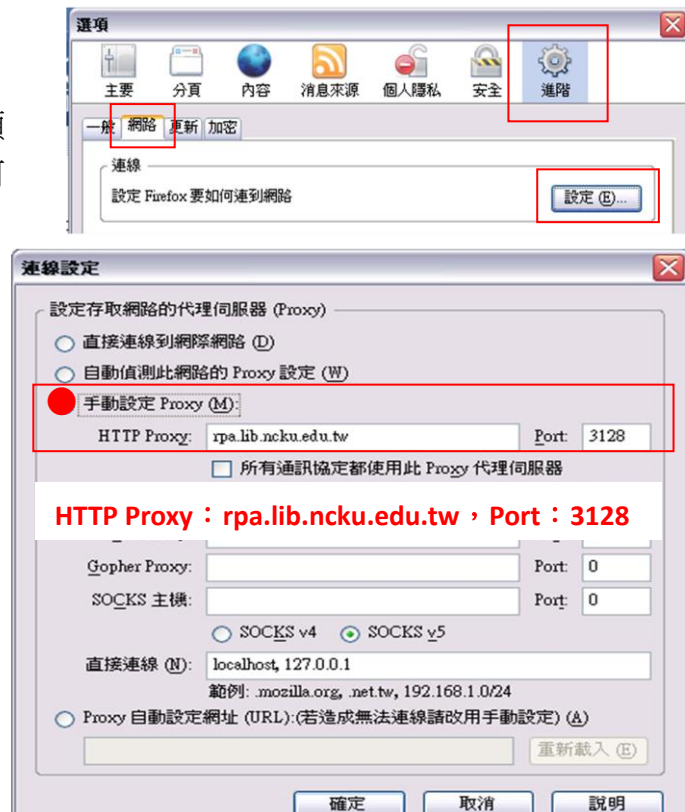 選項
主要 分頁 內容 消息來源 個人隱私 安全 進階
一般 網路 更新 加密
連線
設定 Firefox 要如何連到網路 設定 (E)...
連線設定
設定存取網路的代理伺服器 (Proxy)
直接連線到網際網路 (D)
自動偵測此網路的 Proxy 設定 (W)
手動設定 Proxy (M):
HTTP Proxy: rpa.lib.ncku.edu.tw Port: 3128
所有通訊協定都使用此 Proxy 代理伺服器
HTTP Proxy：rpa.lib.ncku.edu.tw，Port：3128
Gopher Proxy: Port: 0
SOCKS 主機: Port: 0
SOCKS v4 SOCKS v5
直接連線 (N): localhost, 127.0.0.1
範例: .mozilla.org, .net.tw, 192.168.1.0/24
Proxy 自動設定網址 (URL):(若造成無法連線請改用手動設定) (A)
重新載入 (E)
確定 取消 說明